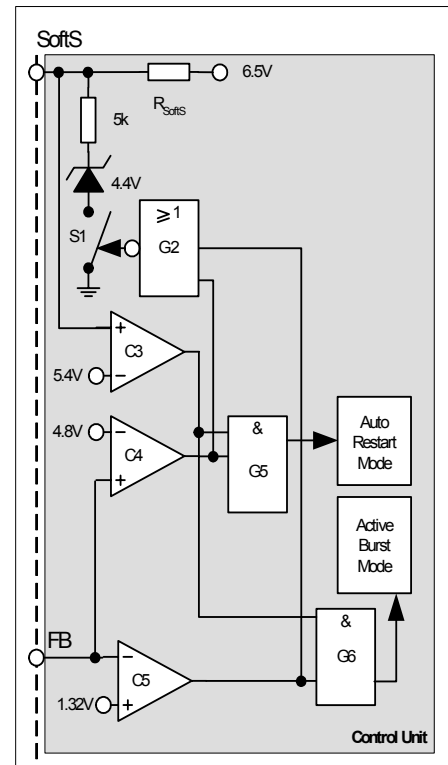 SoftS
6.5V
RSoftS
5k
4.4V
S1
≥1
G2
C3
5.4V
4.8V
C4
&
G5
Auto
Restart
Mode
Active
Burst
Mode
FB
C5
1.32V
&
G6
Control Unit